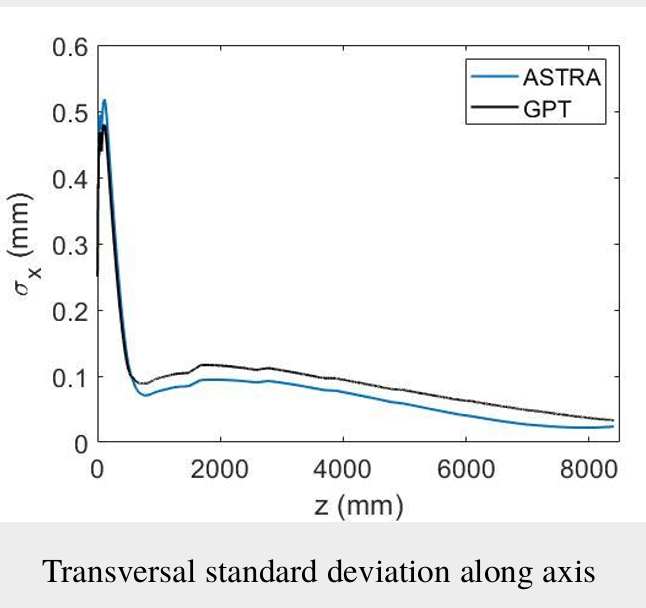 0.6
0.5
0.4
0.3
0.2
0.1
0
σx (mm)
ASTRA
GPT
0 2000 4000 6000 8000
z (mm)
Transversal standard deviation along axis